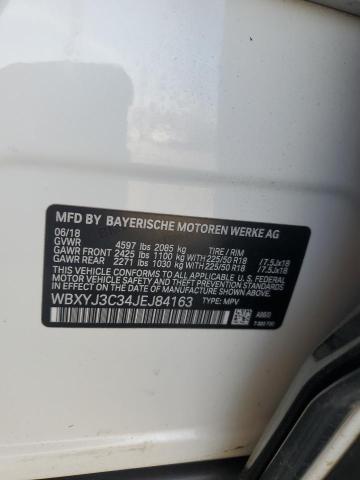 MFD BY BAYERISCHE MOTOREN WERKE AG
06/18
GVWR 4597 lbs 2085 kg TIRE / RIM
GAWR FRONT 2425 lbs 1100 KG WITH 225/50 R18 /7.5Jx18
GAWR REAR 2271 lbs 1030 KG WITH 225/50 R18 /7.5Jx18
THIS VEHICLE CONFORMS TO ALL APPLICABLE U.S. FEDERAL
MOTOR VEHICLE SAFETY, BUMPER, AND THEFT PREVENTION
STANDARDS IN EFFECT ON THE DATE OF MANUFACTURE SHOWN ABOVE.
WBXYJ3C34JEJ84163 TYPE: MPV